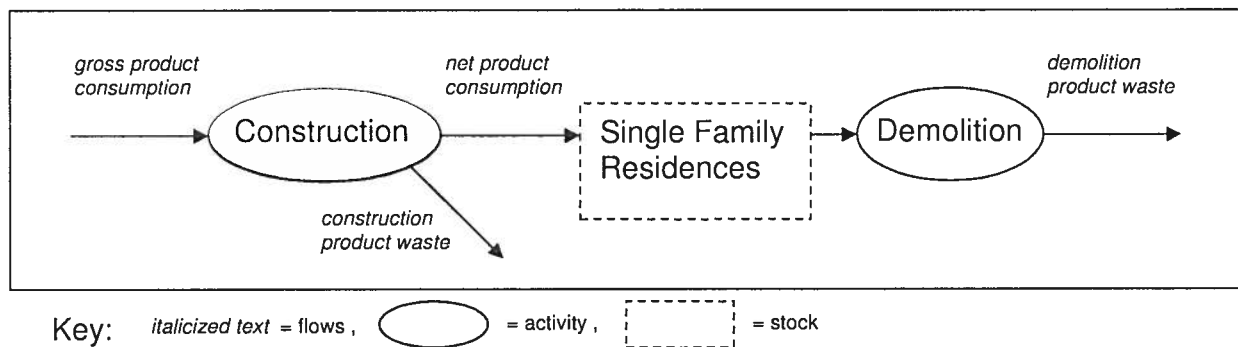 gross product
consumption
net product
consumption
demolition
product waste
Construction
Single Family
Residences
Demolition
construction
product waste
Key: italicized text = flows , = activity , = stock